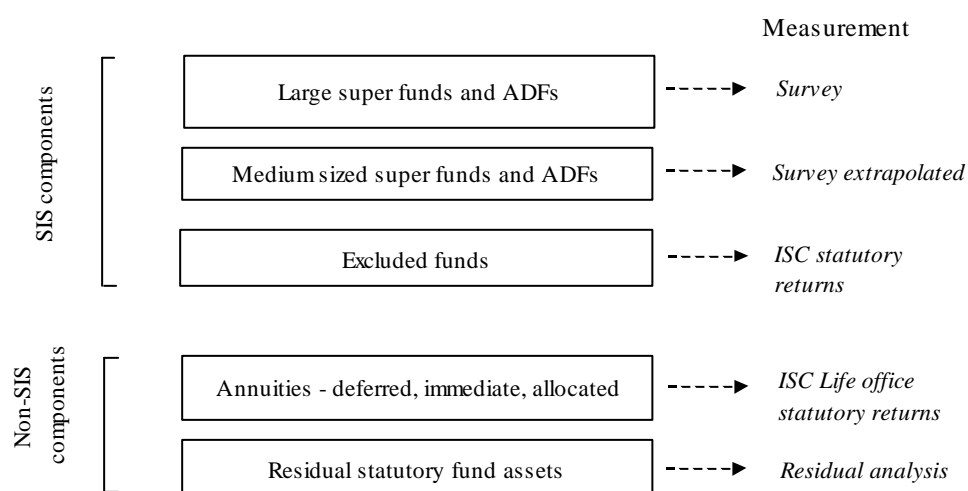 Measurement
SIS components
Large super funds and ADFs
Survey
Medium sized super funds and ADFs
Survey extrapolated
Excluded funds
ISC statutory
returns
Non-SIS
components
Annuities - deferred, immediate, allocated
ISC Life office
statutory returns
Residual statutory fund assets
Residual analysis